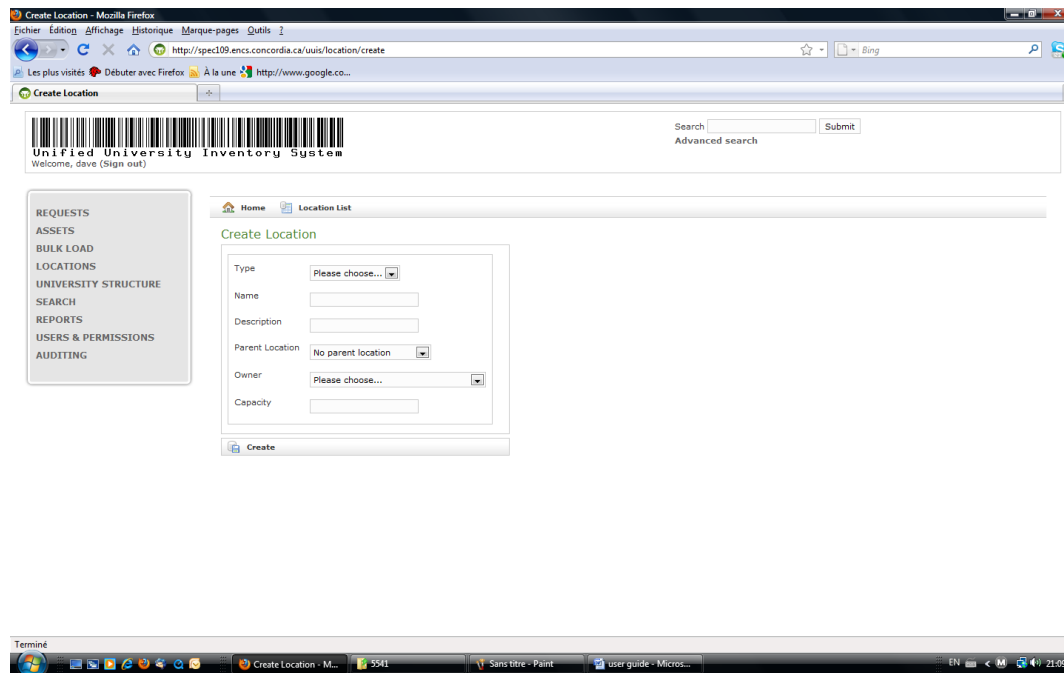 Create Location - Mozilla Firefox
Fichier Édition Affichage Historique Marque-pages Outils ?
http://spec109.encs.concordia.ca/uuis/location/create
Bing
Les plus visités Débuter avec Firefox À la une http://www.google.co...
Create Location
Search Submit
Advanced search
Unified University Inventory System
Welcome, dave (Sign out)
Home Location List
REQUESTS
ASSETS
BULK LOAD
LOCATIONS
UNIVERSITY STRUCTURE
SEARCH
REPORTS
USERS & PERMISSIONS
AUDITING
Create Location
Type Please choose...
Name
Description
Parent Location No parent location
Owner Please choose...
Capacity
Create
Terminé
Create Location - M... 5541 Sans titre - Paint user guide - Micros... EN < M 21:09